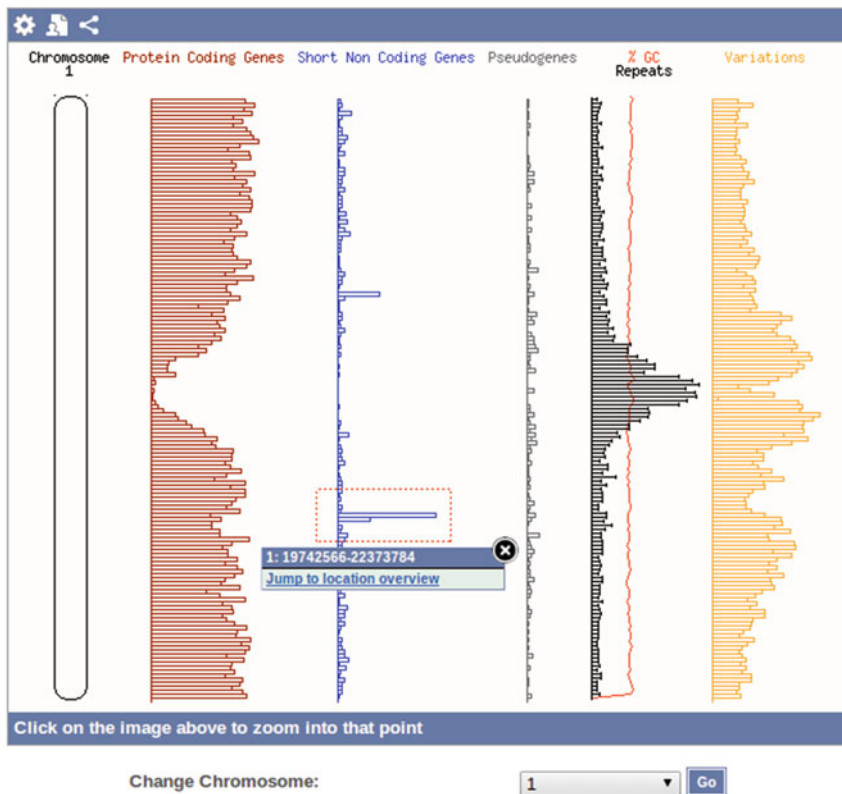 Chromosome 1
Protein Coding Genes
Short Non Coding Genes
Pseudogenes
% GC
Repeats
Variations
1: 19742566-22373784
Jump to location overview
Click on the image above to zoom into that point
Change Chromosome:
1
Go